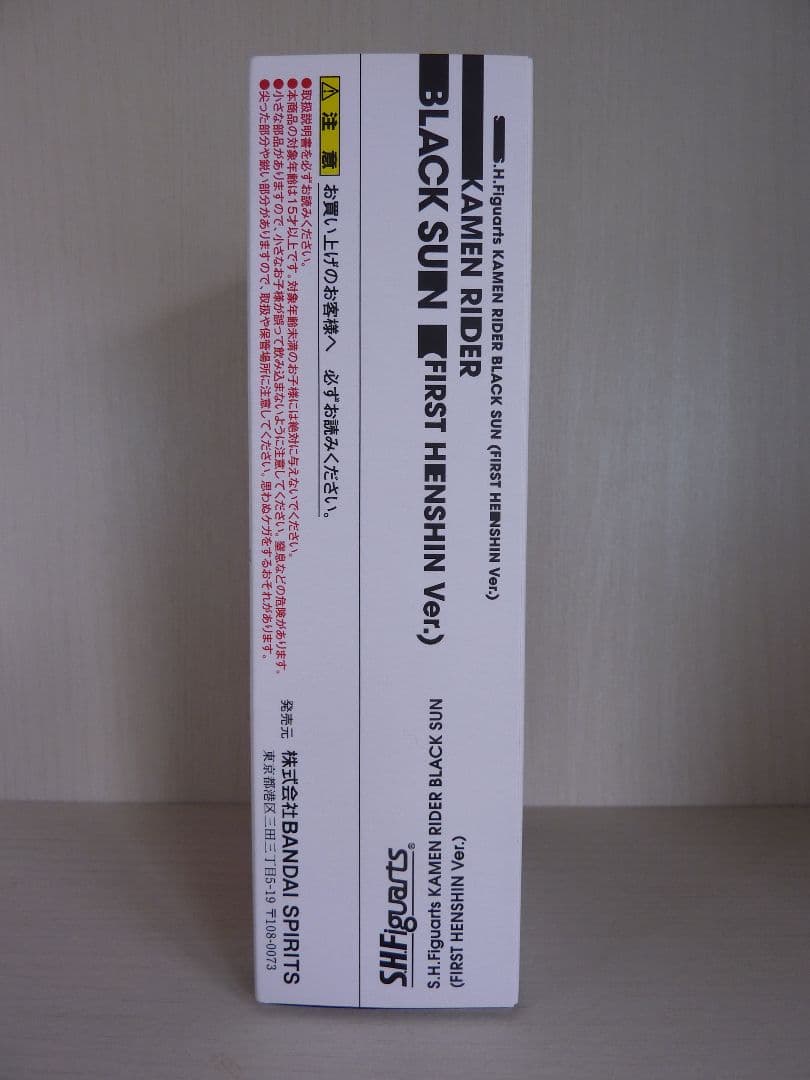 S.H.Figuarts KAMEN RIDER BLACK SUN (FIRST HENSHIN Ver.)
KAMEN RIDER
BLACK SUN (FIRST HENSHIN Ver.)
S.H.Figuarts KAMEN RIDER BLACK SUN
(FIRST HENSHIN Ver.)
S.H.Figuarts®
⚠注意 お買い上げのお客様へ 必ずお読みください。
●取扱説明書を必ずお読みください。
●本商品の対象年齢は15才以上です。対象年齢未満のお子様には絶対に与えないでください。
●小さな部品がありますので、小さなお子様が誤って飲み込まないように注意してください。窒息などの危険があります。
●尖った部分や鋭い部分がありますので、取扱や保管場所に注意してください。思わぬケガをするおそれがあります。
発売元 株式会社BANDAI SPIRITS
東京都港区三田三丁目5-19 〒108-0073